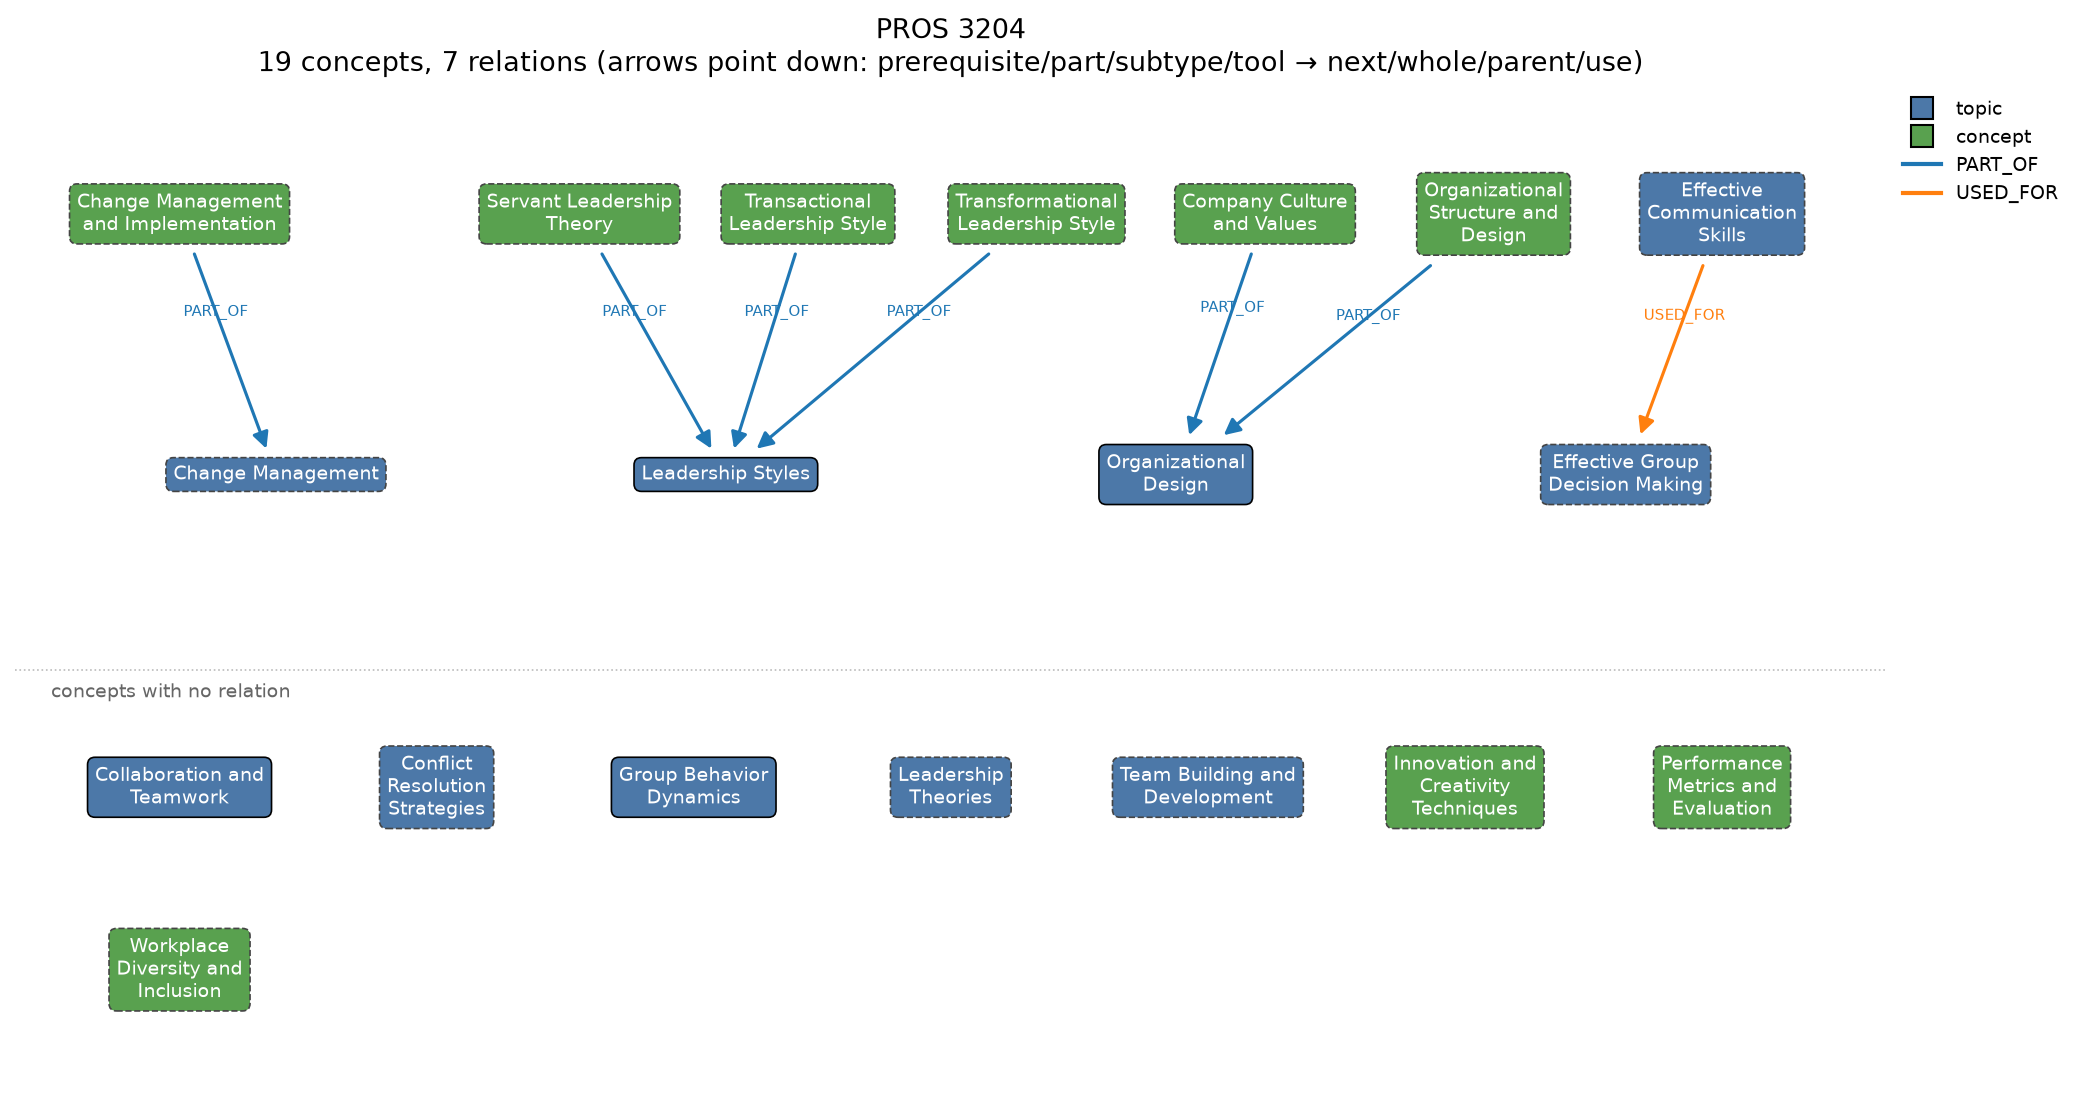 PROS 3204
19 concepts, 7 relations (arrows point down: prerequisite/part/subtype/tool → next/whole/parent/use)
topic
concept
PART_OF
USED_FOR
Change Management
and Implementation
Servant Leadership
Theory
Transactional
Leadership Style
Transformational
Leadership Style
Company Culture
and Values
Organizational
Structure and
Design
Effective
Communication
Skills
PART_OF
PART_OF
PART_OF
PART_OF
PART_OF
PART_OF
USED_FOR
Change Management
Leadership Styles
Organizational
Design
Effective Group
Decision Making
concepts with no relation
Collaboration and
Teamwork
Conflict
Resolution
Strategies
Group Behavior
Dynamics
Leadership
Theories
Team Building and
Development
Innovation and
Creativity
Techniques
Performance
Metrics and
Evaluation
Workplace
Diversity and
Inclusion